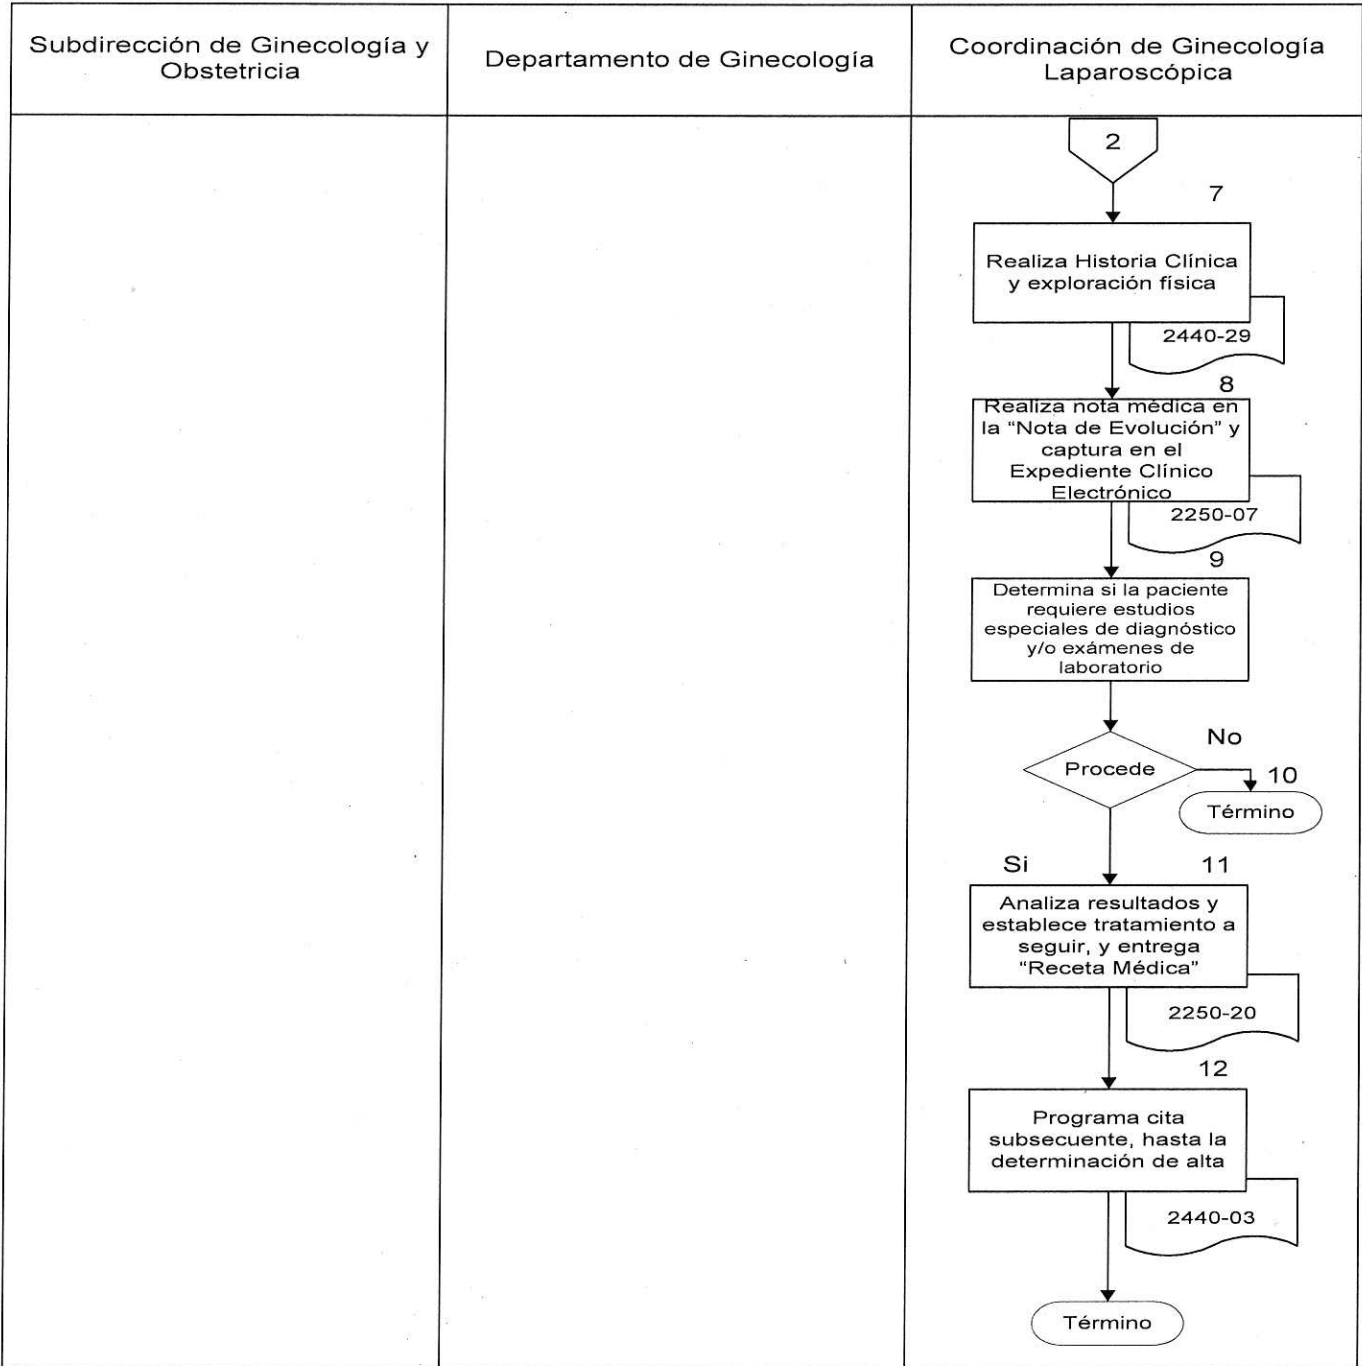 Subdirección de Ginecología y
Obstetricia
Departamento de Ginecología
Coordinación de Ginecología
Laparoscópica
2
7
Realiza Historia Clínica
y exploración física
2440-29
8
Realiza nota médica en
la “Nota de Evolución” y
captura en el
Expediente Clínico
Electrónico
2250-07
9
Determina si la paciente
requiere estudios
especiales de diagnóstico
y/o exámenes de
laboratorio
Procede
No
10
Término
Si
11
Analiza resultados y
establece tratamiento a
seguir, y entrega
“Receta Médica”
2250-20
12
Programa cita
subsecuente, hasta la
determinación de alta
2440-03
Término